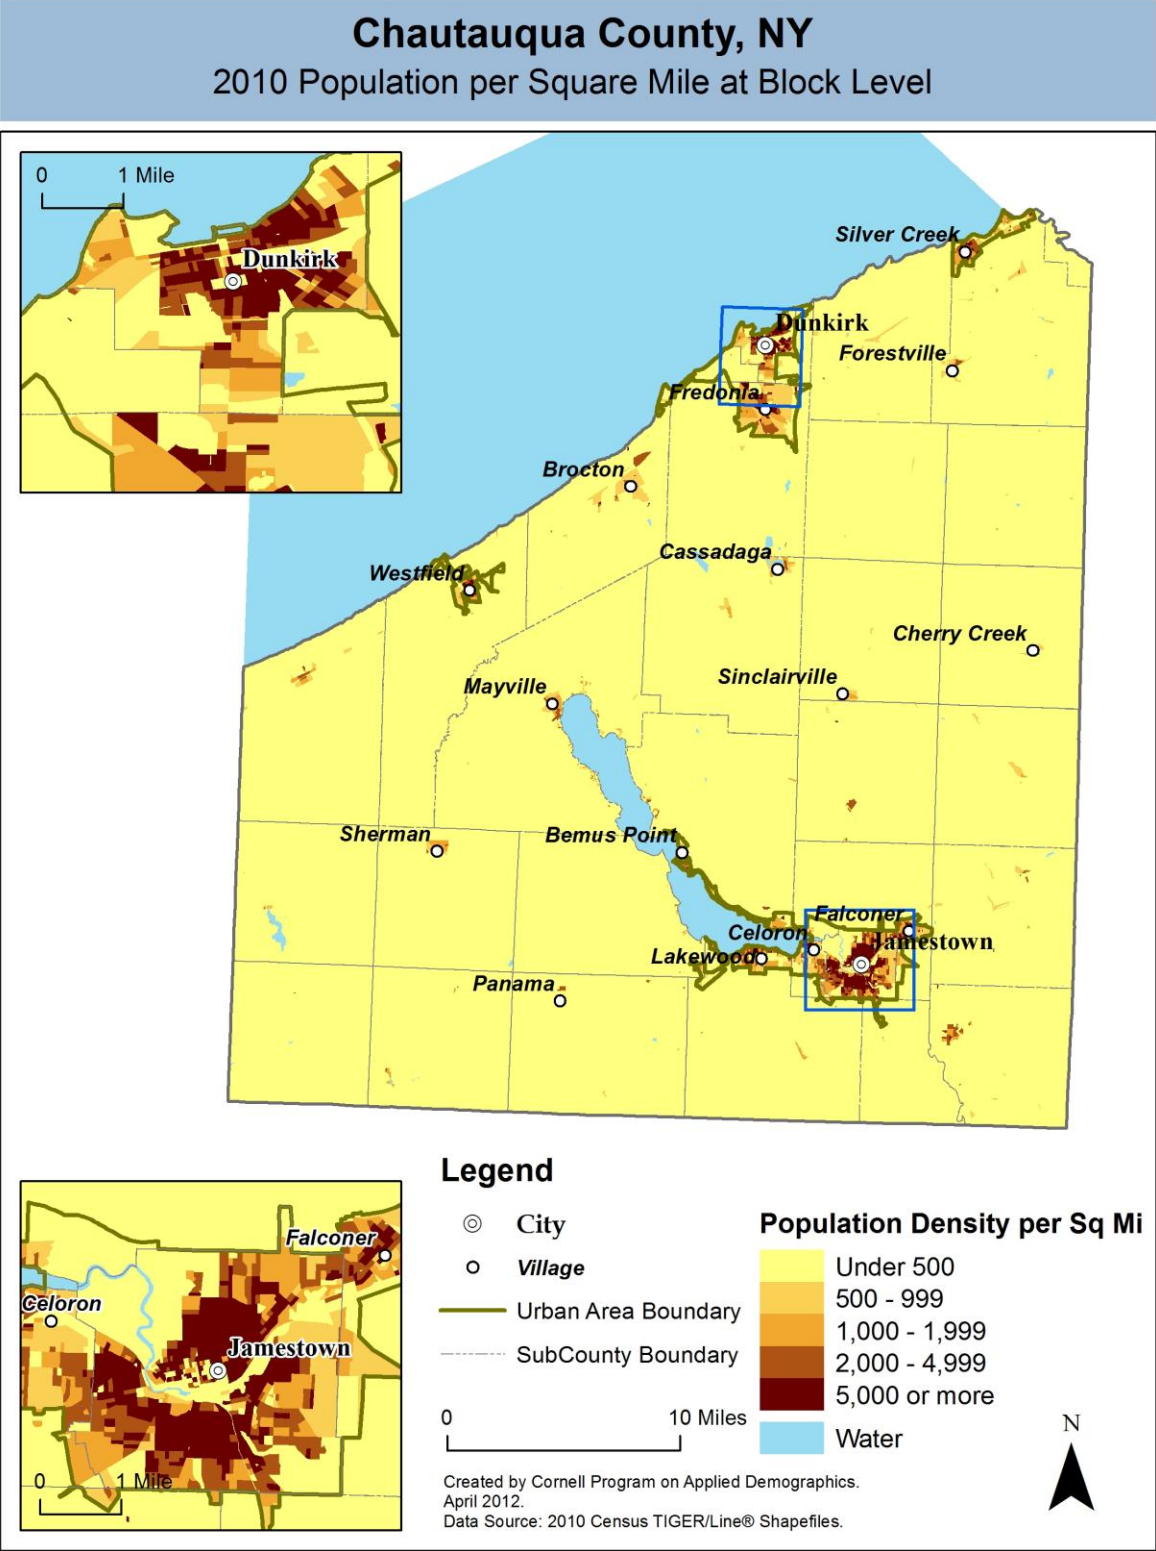 Chautauqua County, NY
2010 Population per Square Mile at Block Level
0 1 Mile
Dunkirk
Silver Creek
Dunkirk
Forestville
Fredonia
Brocton
Cassadaga
Westfield
Cherry Creek
Sinclairville
Mayville
Sherman
Bemus Point
Falconer
Celoron
Jamestown
Lakewood
Panama
Falconer
Celoron
Jamestown
0 1 Mile
Legend
City
Village
Urban Area Boundary
SubCounty Boundary
0 10 Miles
Population Density per Sq Mi
Under 500
500 - 999
1,000 - 1,999
2,000 - 4,999
5,000 or more
Water
N
Created by Cornell Program on Applied Demographics.
April 2012.
Data Source: 2010 Census TIGER/Line® Shapefiles.